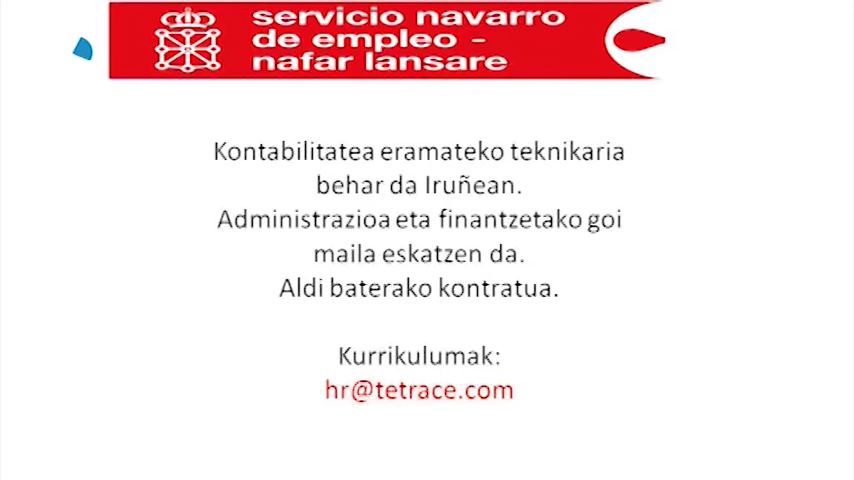 servicio navarro
de empleo -
nafar lansare
Kontabilitatea eramateko teknikaria
behar da Iruñean.
Administrazioa eta finantzetako goi
maila eskatzen da.
Aldi baterako kontratua.
Kurrikulumak:
hr@tetrace.com